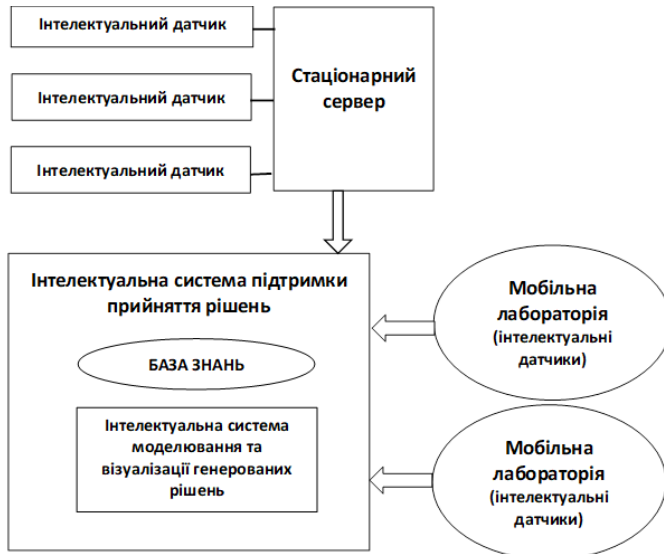 Інтелектуальний датчик
Інтелектуальний датчик
Інтелектуальний датчик
Стаціонарний
сервер
Інтелектуальна система підтримки
прийняття рішень
БАЗА ЗНАНЬ
Інтелектуальна система
моделювання та
візуалізації генерованих
рішень
Мобільна
лабораторія
(інтелектуальні
датчики)
Мобільна
лабораторія
(інтелектуальні
датчики)